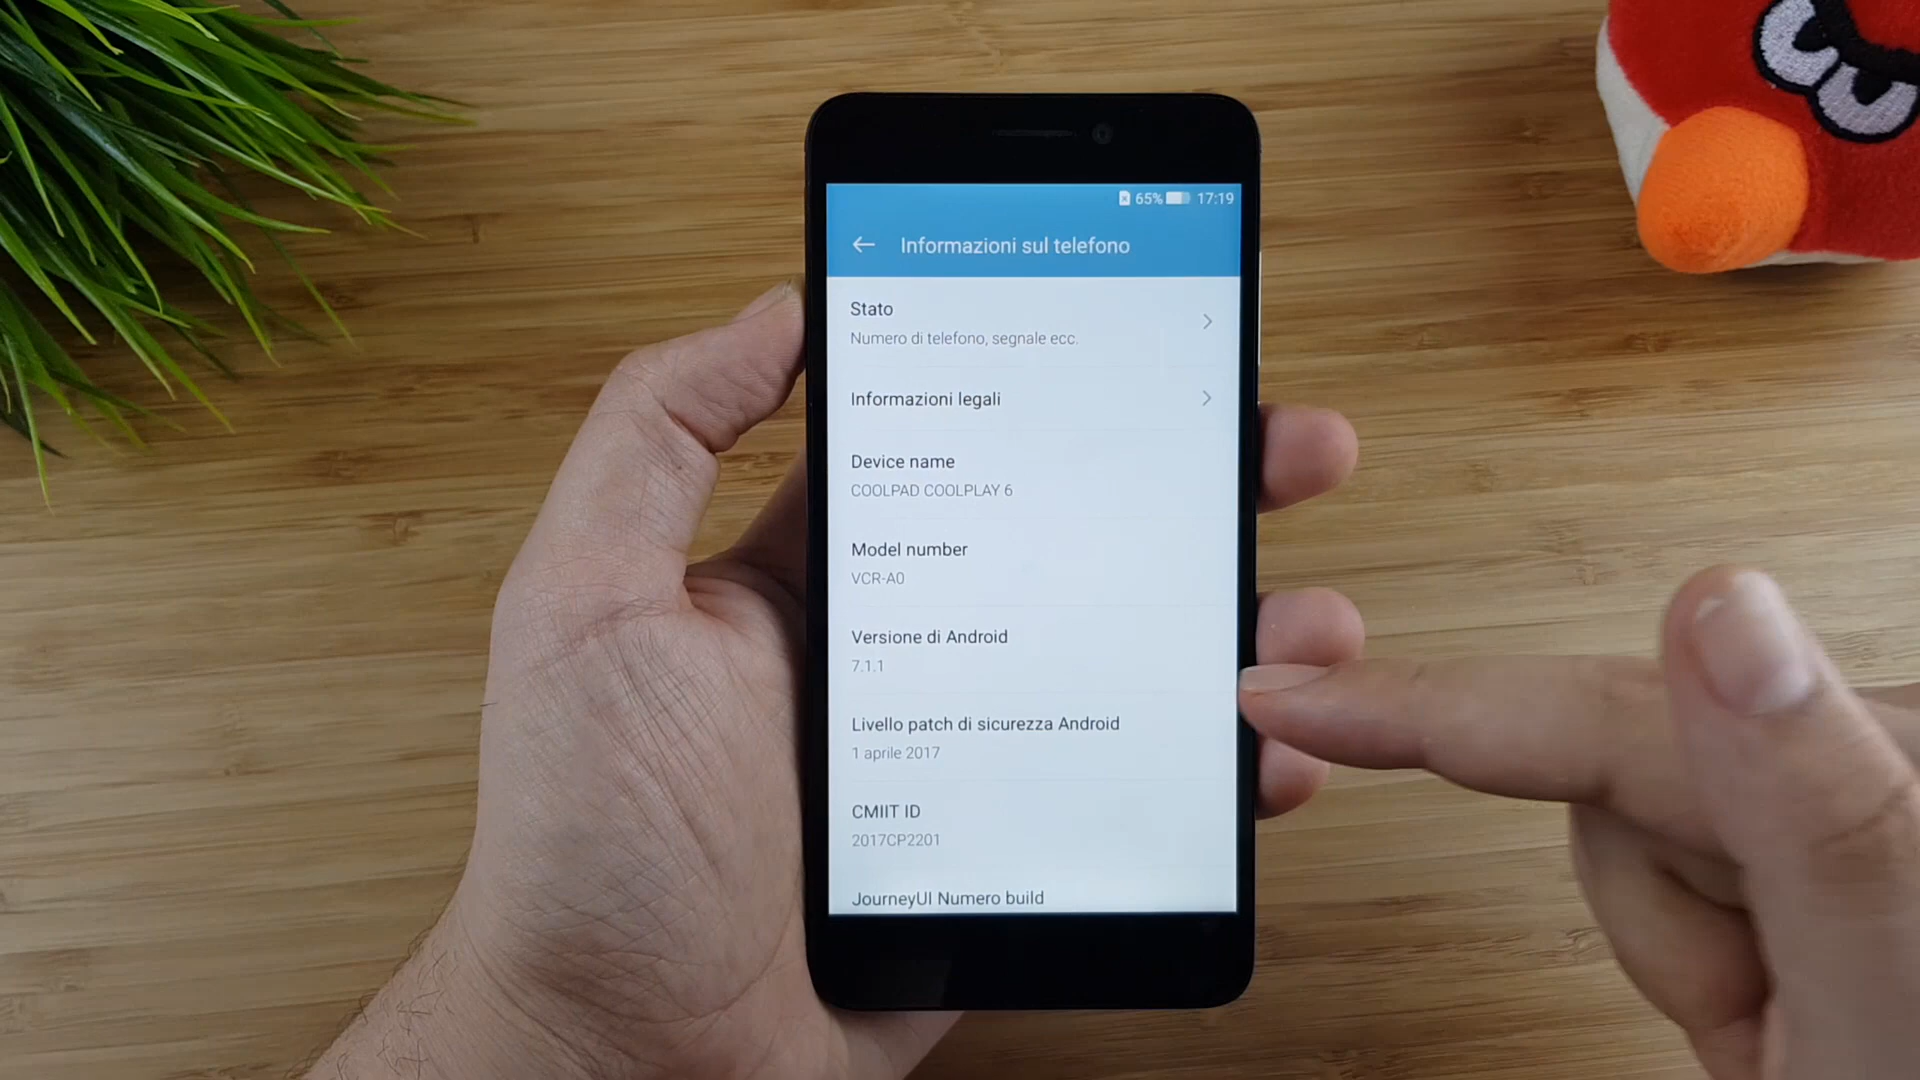 65% 17:19
Informazioni sul telefono
Stato
Numero di telefono, segnale ecc.
Informazioni legali
Device name
COOLPAD COOLPLAY 6
Model number
VCR-A0
Versione di Android
7.1.1
Livello patch di sicurezza Android
1 aprile 2017
CMIIT ID
2017CP2201
JourneyUI Numero build